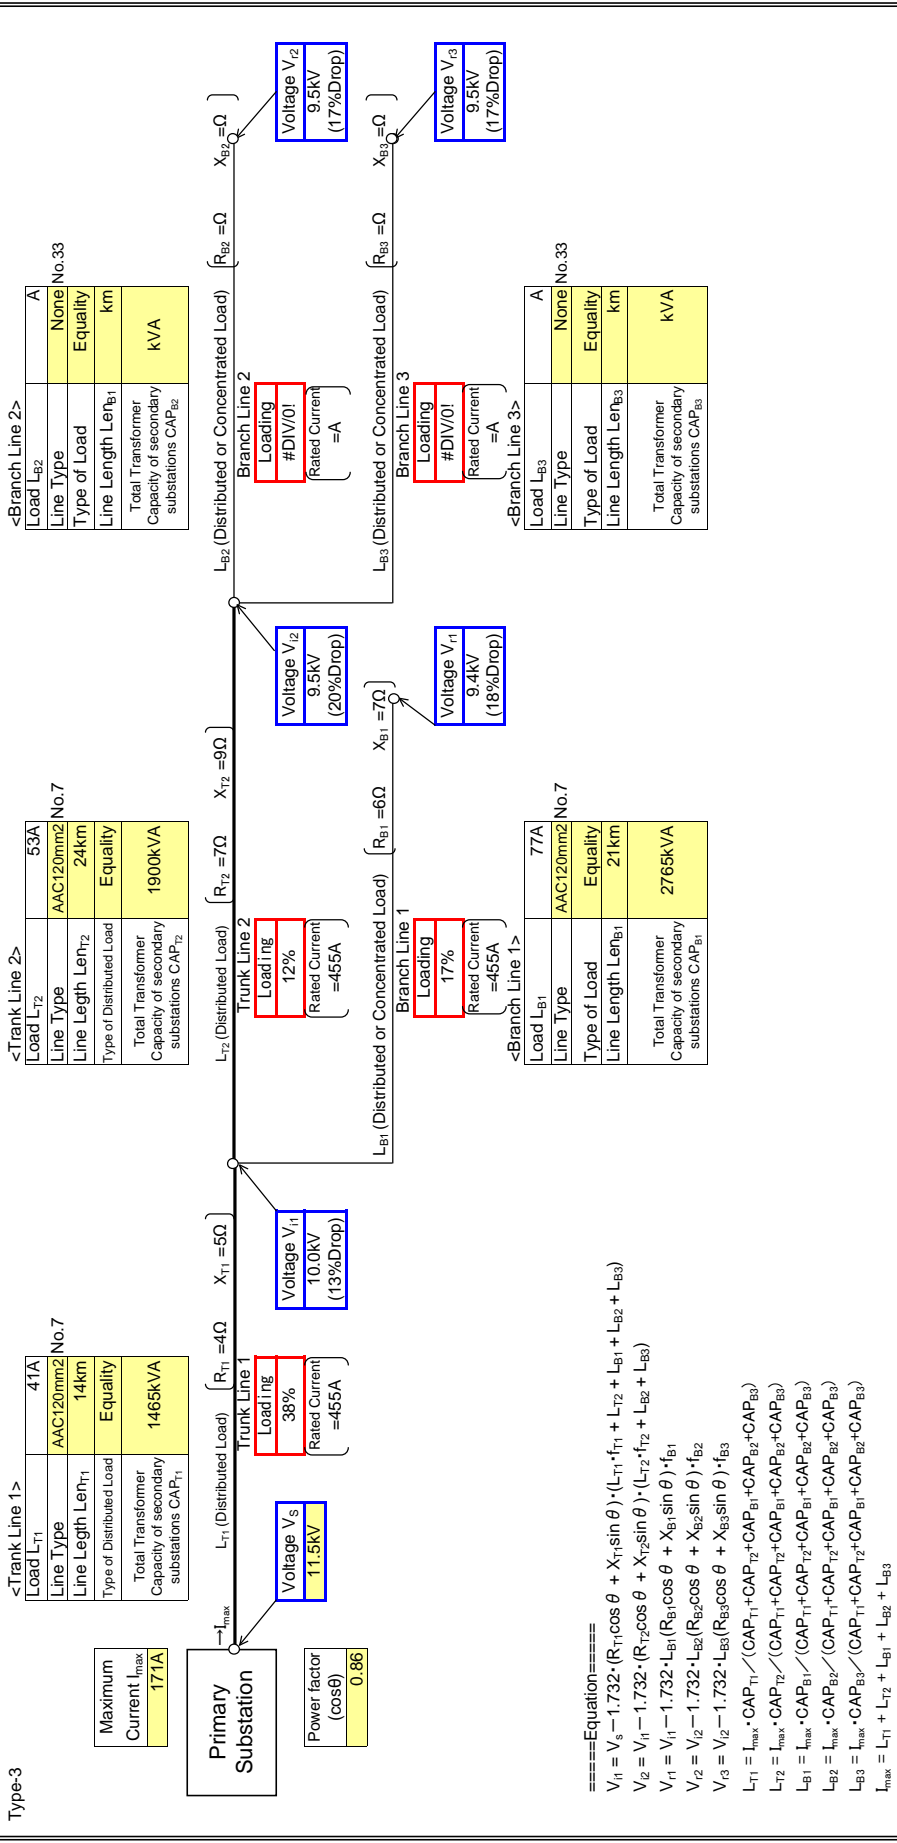 Type-3
Maximum
Current Imax
171A
Primary
Substation
Power factor
(cosθ)
0.86
→Imax
Voltage VS
11.5kV
<Trank Line 1>
Load LT1 41A
Line Type AAC120mm2 No.7
Line Legth LenT1 14km
Type of Distributed Load Equality
Total Transformer
Capacity of secondary
substations CAPT1
1465kVA
LT1 (Distributed Load) (RT1 =4Ω XT1 =5Ω)
Trunk Line 1
Loading
38%
(Rated Current
=455A)
Voltage Vi1
10.0kV
(13%Drop)
<Trank Line 2>
Load LT2 53A
Line Type AAC120mm2 No.7
Line Legth LenT2 24km
Type of Distributed Load Equality
Total Transformer
Capacity of secondary
substations CAPT2
1900kVA
LT2 (Distributed Load) (RT2 =7Ω XT2 =9Ω)
Trunk Line 2
Loading
12%
(Rated Current
=455A)
Voltage Vi2
9.5kV
(20%Drop)
LB1 (Distributed or Concentrated Load) (RB1 =6Ω XB1 =7Ω)
Branch Line 1
Loading
17%
(Rated Current
=455A)
Voltage Vr1
9.4kV
(18%Drop)
<Branch Line 1>
Load LB1 77A
Line Type AAC120mm2 No.7
Type of Load Equality
Line Length LenB1 21km
Total Transformer
Capacity of secondary
substations CAPB1
2765kVA
<Branch Line 2>
Load LB2 A
Line Type None No.33
Type of Load Equality
Line Length LenB1 km
Total Transformer
Capacity of secondary
substations CAPB2
kVA
LB2 (Distributed or Concentrated Load) (RB2 =Ω XB2 =Ω)
Branch Line 2
Loading
#DIV/0!
(Rated Current
=A)
Voltage Vr2
9.5kV
(17%Drop)
LB3 (Distributed or Concentrated Load) (RB3 =Ω XB3 =Ω)
Branch Line 3
Loading
#DIV/0!
(Rated Current
=A)
Voltage Vr3
9.5kV
(17%Drop)
<Branch Line 3>
Load LB3 A
Line Type None No.33
Type of Load Equality
Line Length LenB3 km
Total Transformer
Capacity of secondary
substations CAPB3
kVA
=====Equation=====
Vi1 = Vs－1.732・(RT1cos θ + XT1sin θ)・(LT1・fT1 + LT2 + LB1 + LB2 + LB3)
Vi2 = Vi1－1.732・(RT2cos θ + XT2sin θ)・(LT2・fT2 + LB2 + LB3)
Vr1 = Vi1－1.732・LB1(RB1cos θ + XB1sin θ)・fB1
Vr2 = Vi2－1.732・LB2(RB2cos θ + XB2sin θ)・fB2
Vr3 = Vi2－1.732・LB3(RB3cos θ + XB3sin θ)・fB3
LT1 = Imax・CAPT1／(CAPT1+CAPT2+CAPB1+CAPB2+CAPB3)
LT2 = Imax・CAPT2／(CAPT1+CAPT2+CAPB1+CAPB2+CAPB3)
LB1 = Imax・CAPB1／(CAPT1+CAPT2+CAPB1+CAPB2+CAPB3)
LB2 = Imax・CAPB2／(CAPT1+CAPT2+CAPB1+CAPB2+CAPB3)
LB3 = Imax・CAPB3／(CAPT1+CAPT2+CAPB1+CAPB2+CAPB3)
Imax = LT1 + LT2 + LB1 + LB2 + LB3